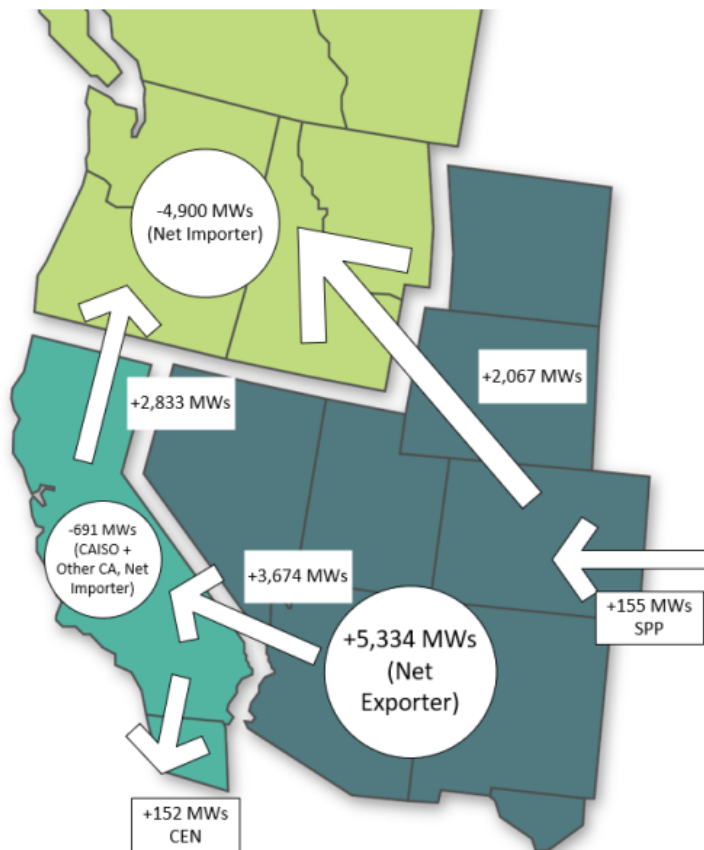 -4,900 MWs
(Net Importer)
+2,067 MWs
+2,833 MWs
-691 MWs
(CAISO +
Other CA, Net
Importer)
+3,674 MWs
+155 MWs
SPP
+5,334 MWs
(Net
Exporter)
+152 MWs
CEN